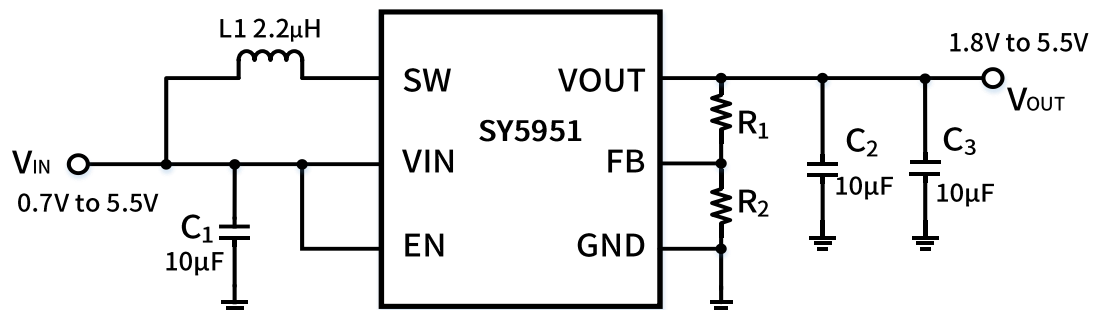 L1 2.2μH
SW
VOUT
1.8V to 5.5V
VOUT
R1
SY5951
C2
10μF
C3
10μF
VIN
0.7V to 5.5V
VIN
FB
R2
C1
10μF
EN
GND